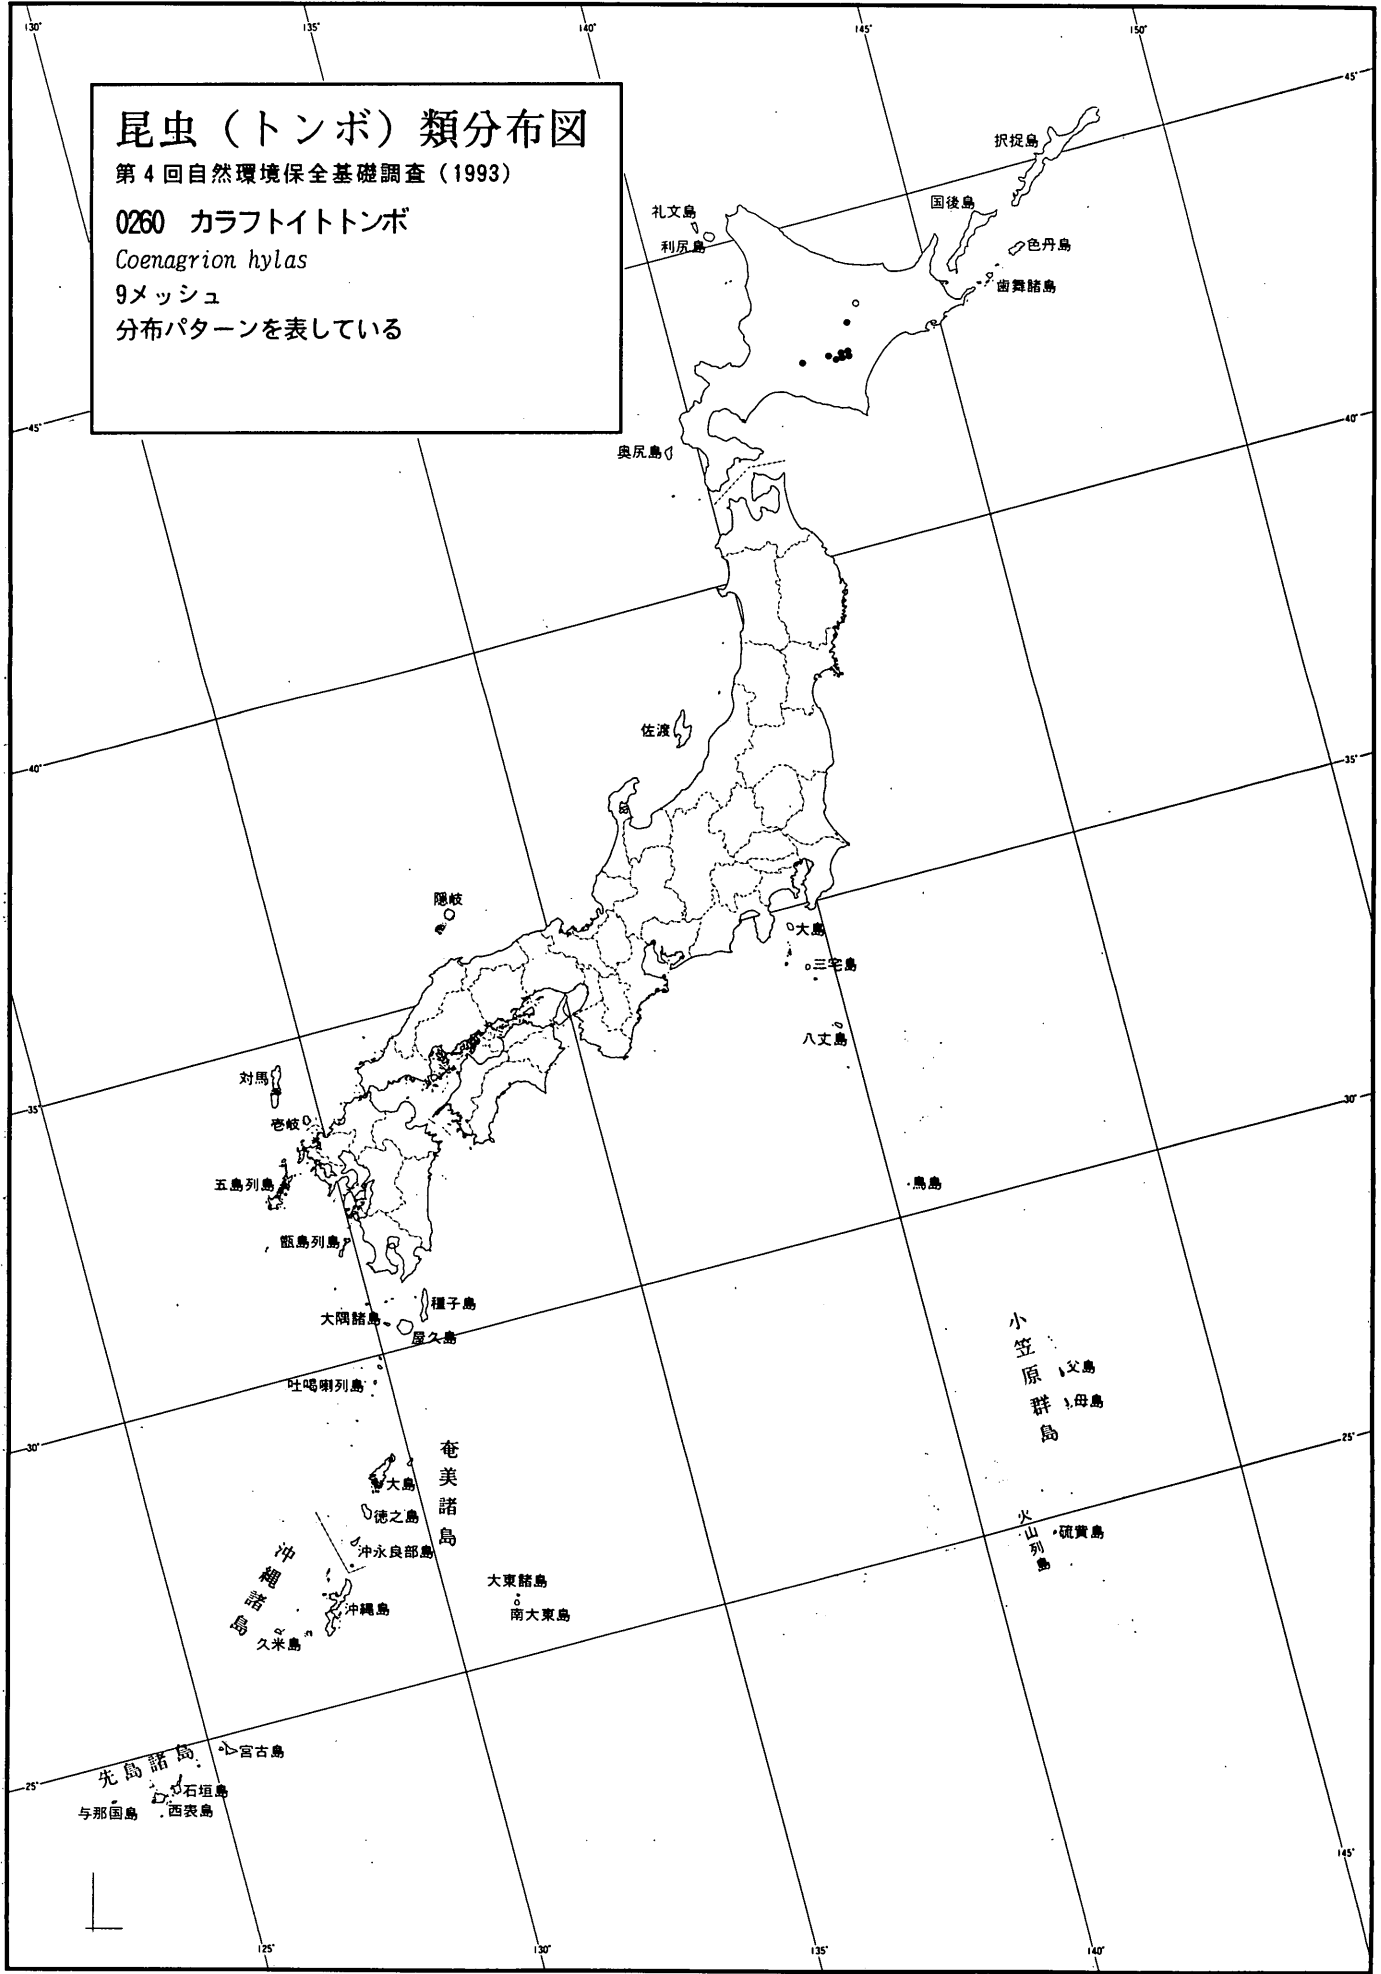 130°
135°
140°
145°
150°
45°
昆虫（トンボ）類分布図
第4回自然環境保全基礎調査（1993）
0260 カラフトイトトンボ
Coenagrion hylas
9メッシュ
分布パターンを表している
択捉島
国後島
色丹島
歯舞諸島
礼文島
利尻島
奥尻島
45°
40°
佐渡
40°
35°
隠岐
大島
三宅島
八丈島
対馬
壱岐
35°
30°
五島列島
鳥島
甑島列島
種子島
大隅諸島
屋久島
吐喝喇列島
小笠原群島
父島
母島
30°
25°
奄美諸島
大島
徳之島
沖永良部島
火山列島
硫黄島
沖縄諸島
沖縄島
久米島
大東諸島
南大東島
先島諸島
宮古島
石垣島
西表島
与那国島
25°
145°
125°
130°
135°
140°